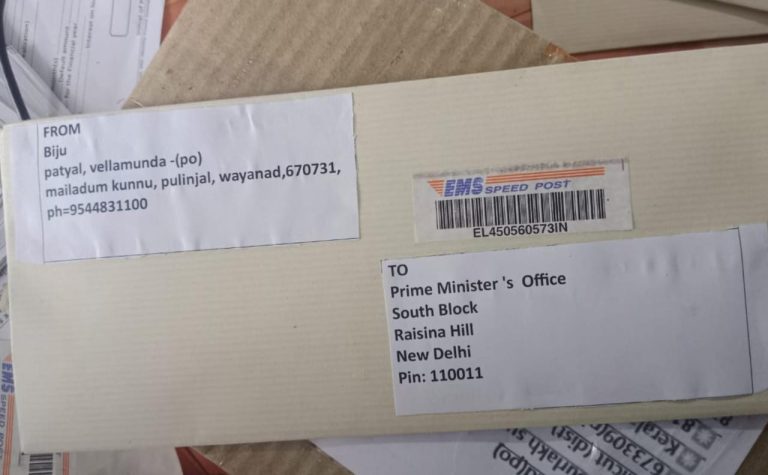 FROM
Biju
patyal, vellamunda -(po)
mailadum kunnu, pulinjal, wayanad,670731,
ph=9544831100
EMS SPEED POST
EL450560573IN
TO
Prime Minister 's Office
South Block
Raisina Hill
New Delhi
Pin: 110011
EMS